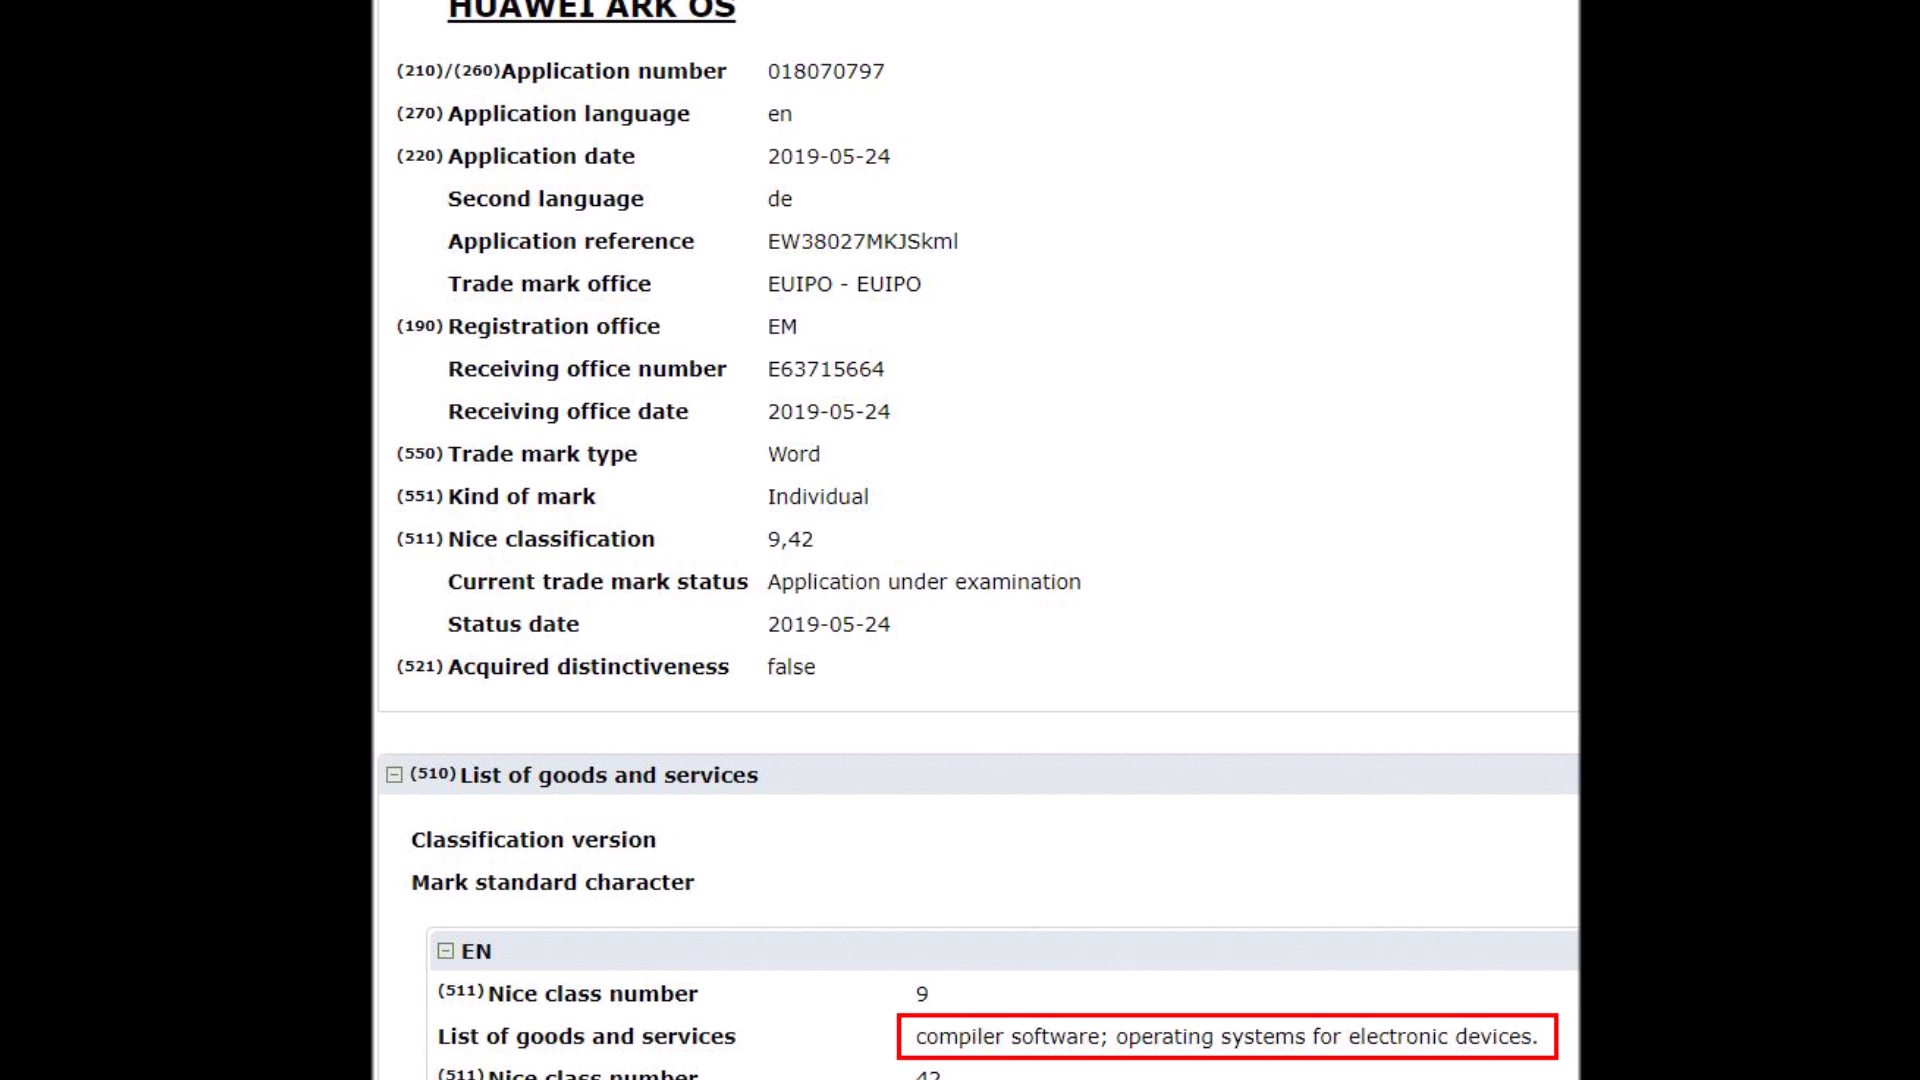 HUAWEI ARK OS
(210)/(260)Application number 018070797
(270) Application language en
(220) Application date 2019-05-24
Second language de
Application reference EW38027MKJSkml
Trade mark office EUIPO - EUIPO
(190) Registration office EM
Receiving office number E63715664
Receiving office date 2019-05-24
(550) Trade mark type Word
(551) Kind of mark Individual
(511) Nice classification 9,42
Current trade mark status Application under examination
Status date 2019-05-24
(521) Acquired distinctiveness false
(510) List of goods and services
Classification version
Mark standard character
EN
(511) Nice class number 9
List of goods and services compiler software; operating systems for electronic devices.
(511) Nice class number 42